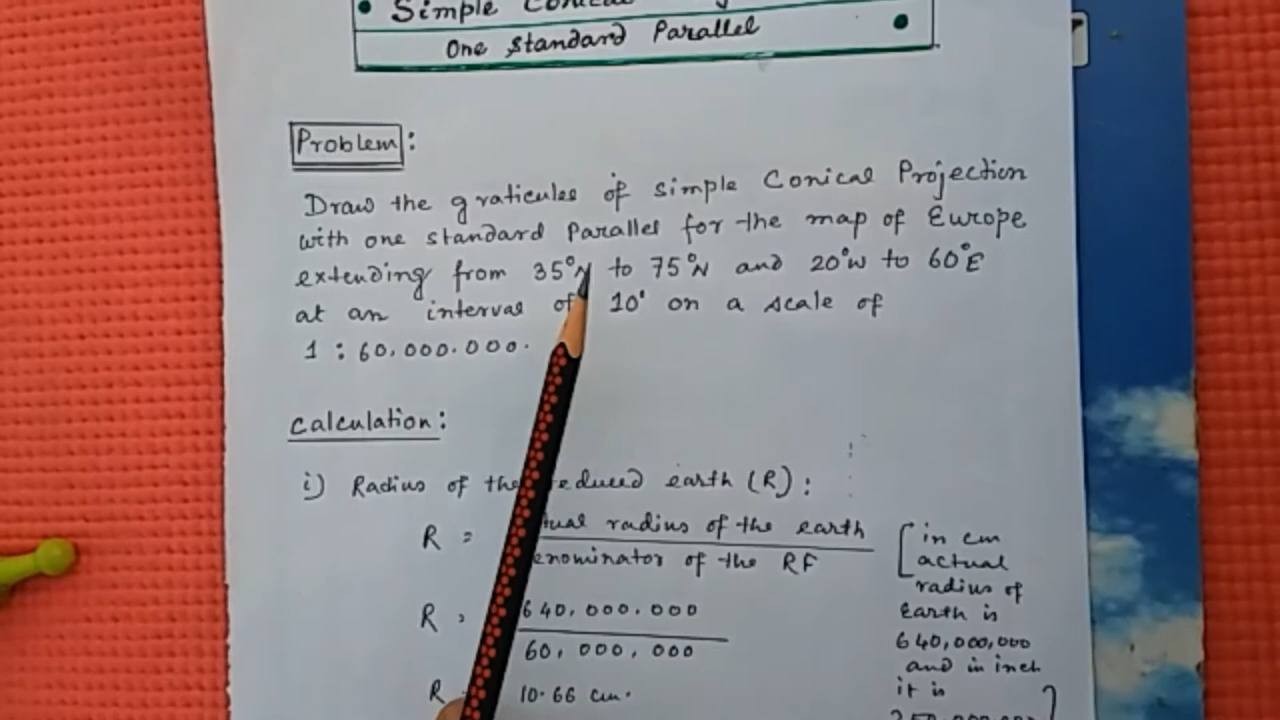 Simple Conical
One Standard Parallel
Problem:
Draw the graticules of simple Conical Projection
with one standard Parallel for the map of Europe
extending from 35°N to 75°N and 20°W to 60°E
at an interval of 10° on a scale of
1 : 60,000.000.
Calculation:
i) Radius of the reduced earth (R):
R = actual radius of the earth
denominator of the RF
R = 640,000,000
60,000,000
R = 10.66 cm.
[in cm
actual
radius of
Earth is
640,000,000
and in inch
it is